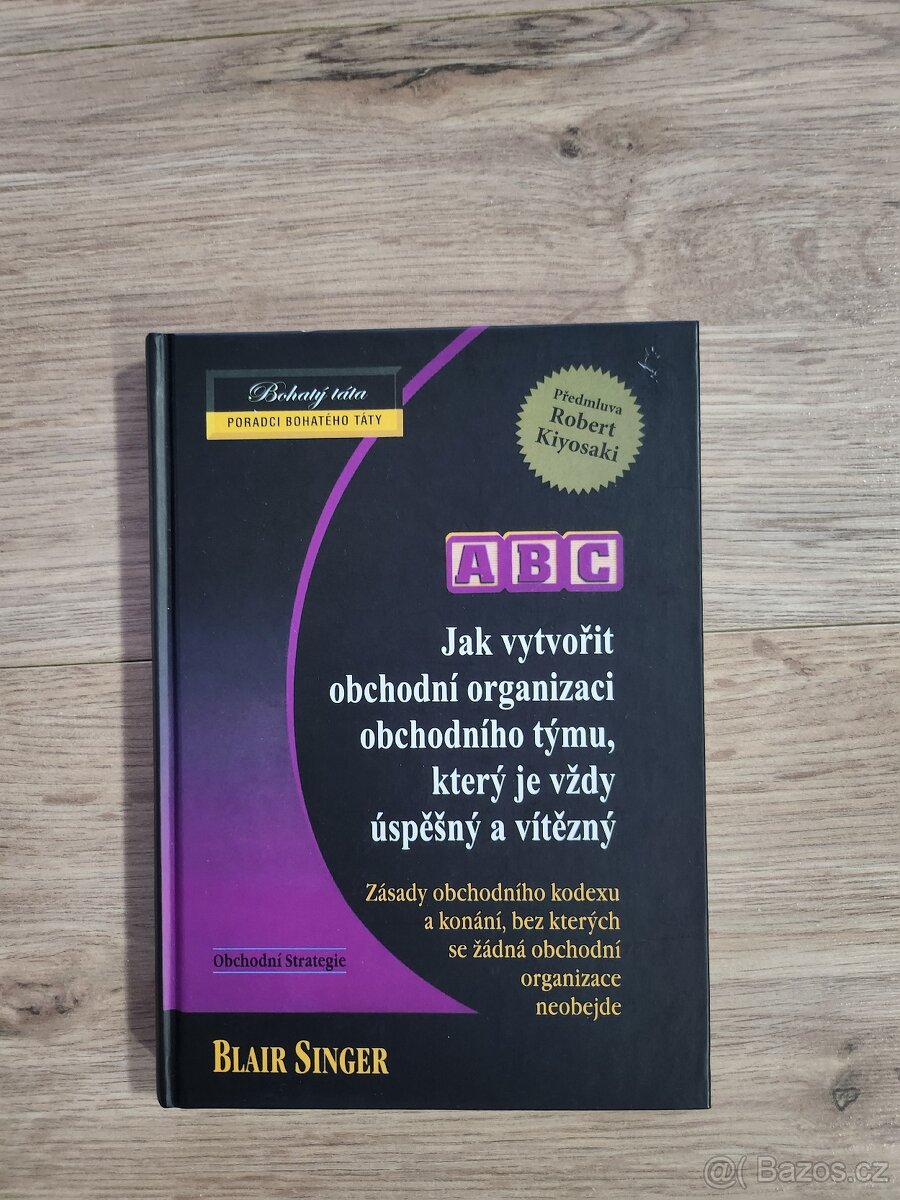 Bohatý táta
PORADCI BOHATÉHO TÁTY
Předmluva
Robert
Kiyosaki
ABC
Jak vytvořit
obchodní organizaci
obchodního týmu,
který je vždy
úspěšný a vítězný
Zásady obchodního kodexu
a konání, bez kterých
se žádná obchodní
organizace
neobejde
Obchodní Strategie
BLAIR SINGER
@( Bazos.cz